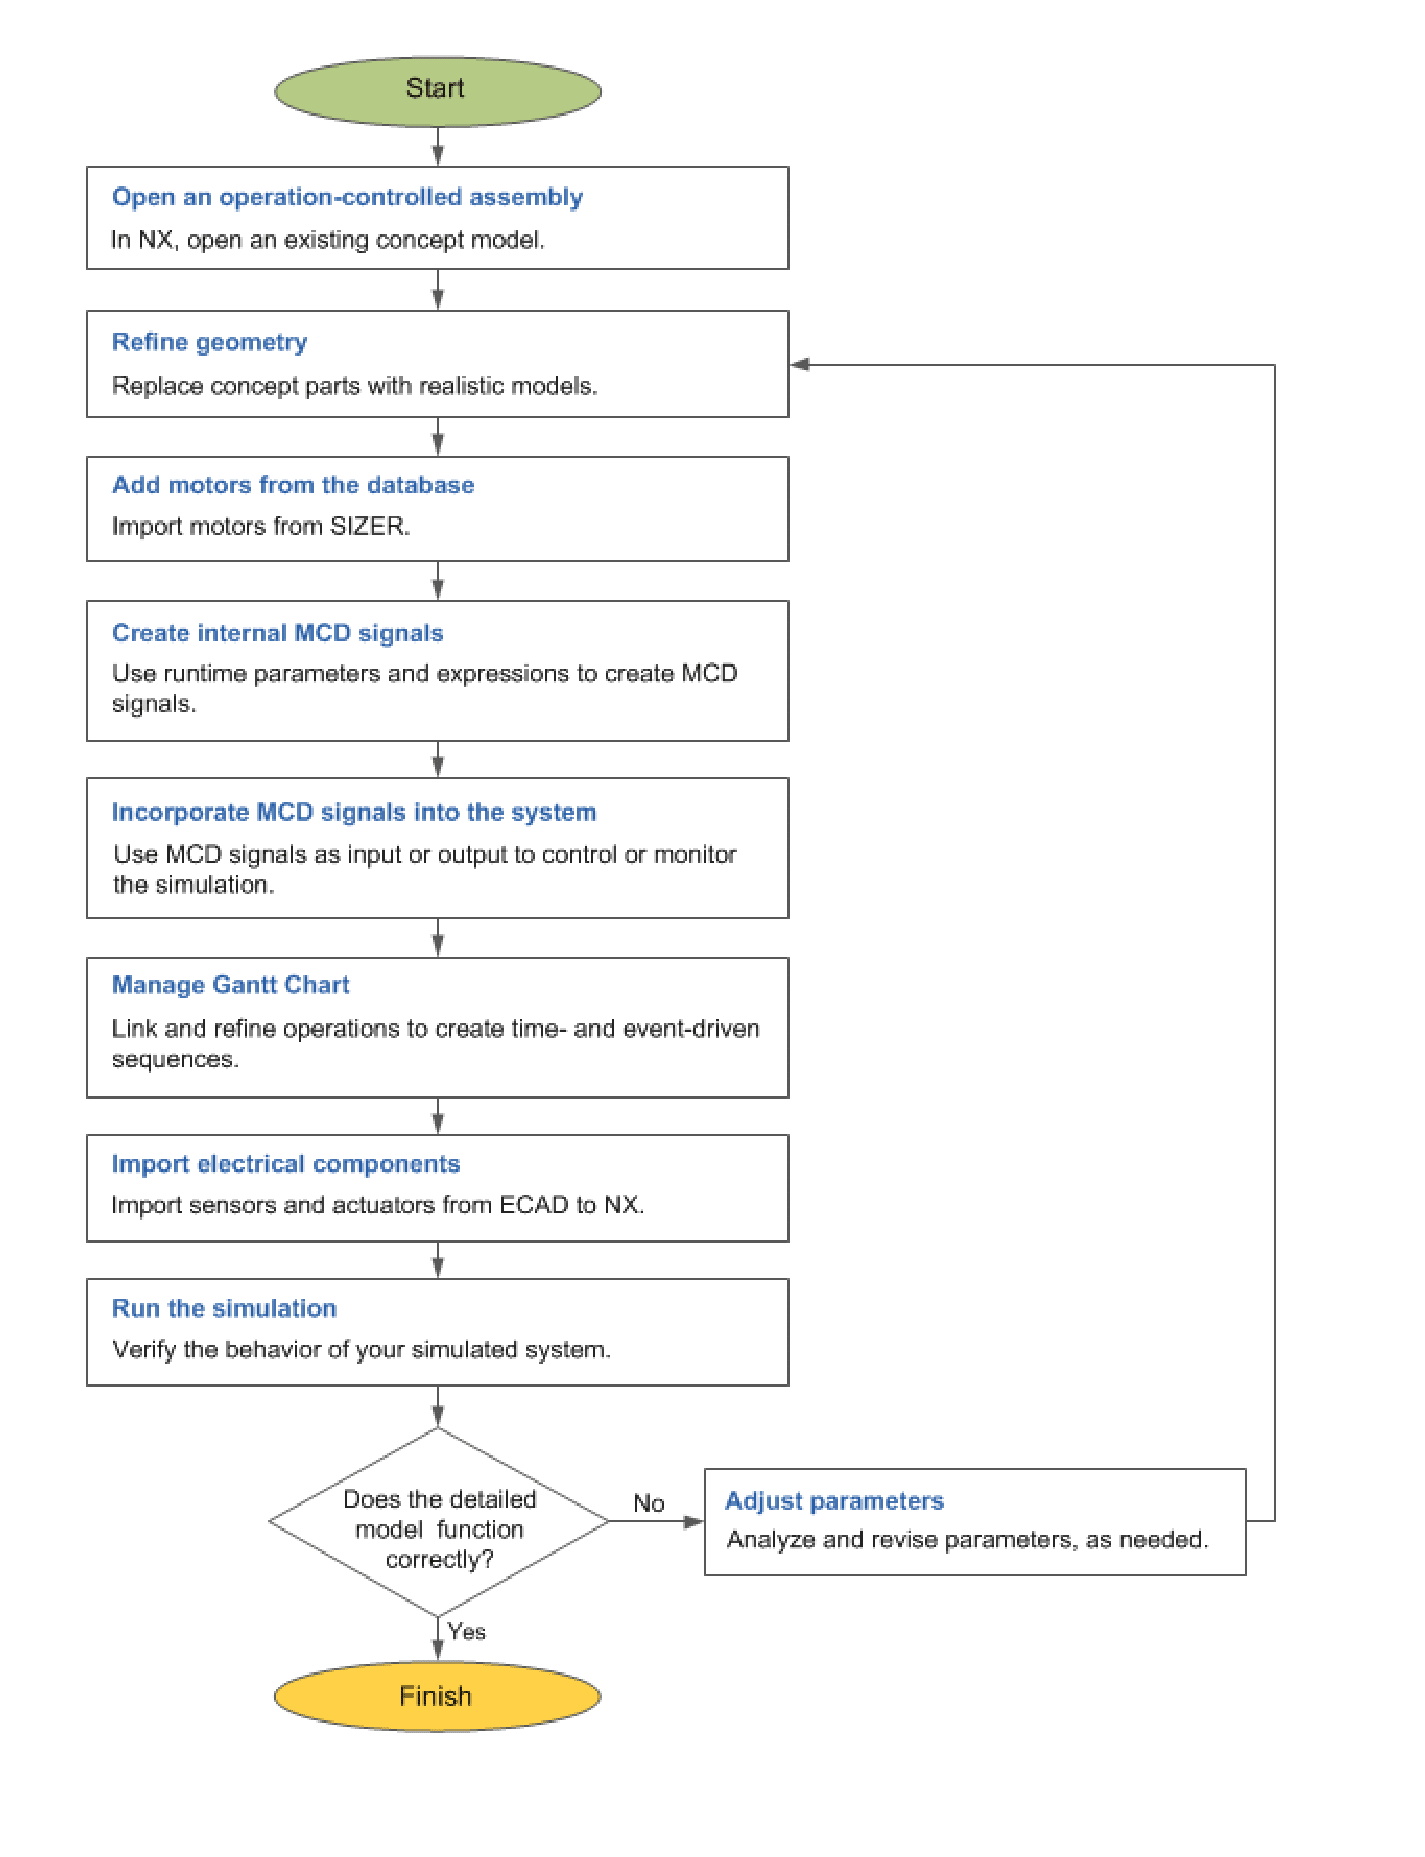 Start
Open an operation-controlled assembly
In NX, open an existing concept model.
Refine geometry
Replace concept parts with realistic models.
Add motors from the database
Import motors from SIZER.
Create internal MCD signals
Use runtime parameters and expressions to create MCD
signals.
Incorporate MCD signals into the system
Use MCD signals as input or output to control or monitor
the simulation.
Manage Gantt Chart
Link and refine operations to create time- and event-driven
sequences.
Import electrical components
Import sensors and actuators from ECAD to NX.
Run the simulation
Verify the behavior of your simulated system.
Does the detailed
model function
correctly?
No
Adjust parameters
Analyze and revise parameters, as needed.
Yes
Finish